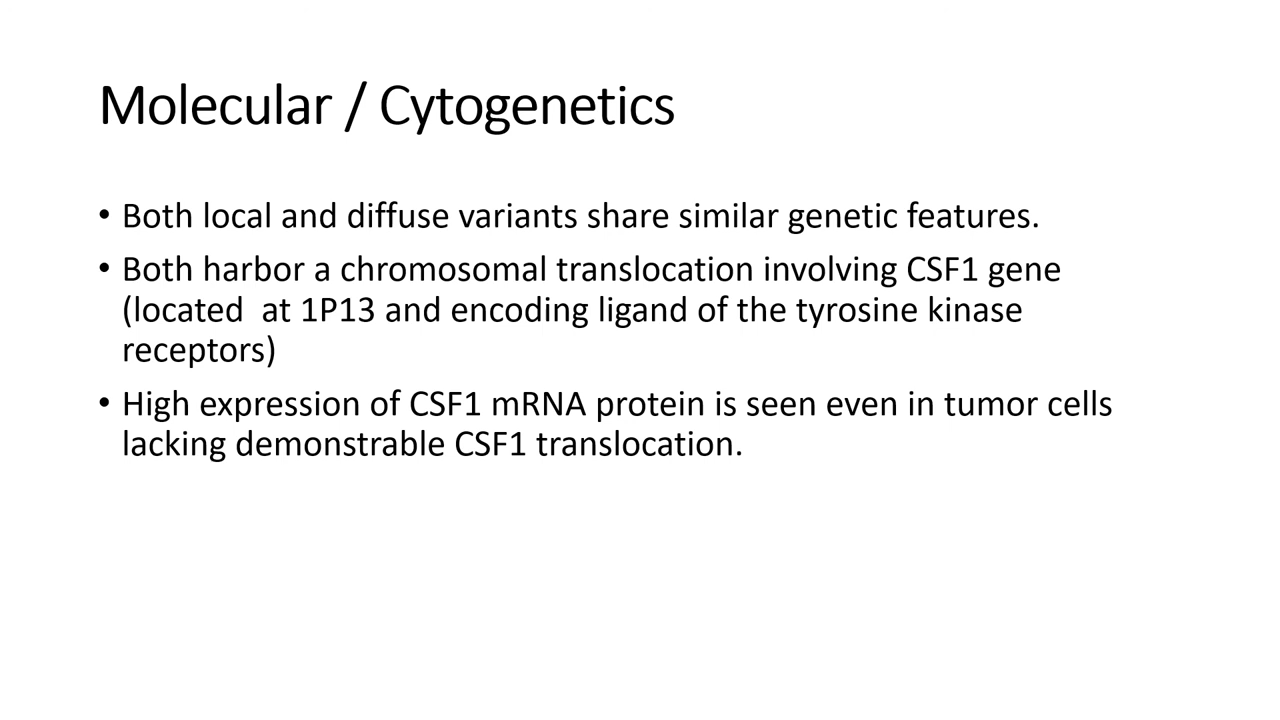 Molecular / Cytogenetics
• Both local and diffuse variants share similar genetic features.
• Both harbor a chromosomal translocation involving CSF1 gene
(located  at 1P13 and encoding ligand of the tyrosine kinase
receptors)
• High expression of CSF1 mRNA protein is seen even in tumor cells
lacking demonstrable CSF1 translocation.